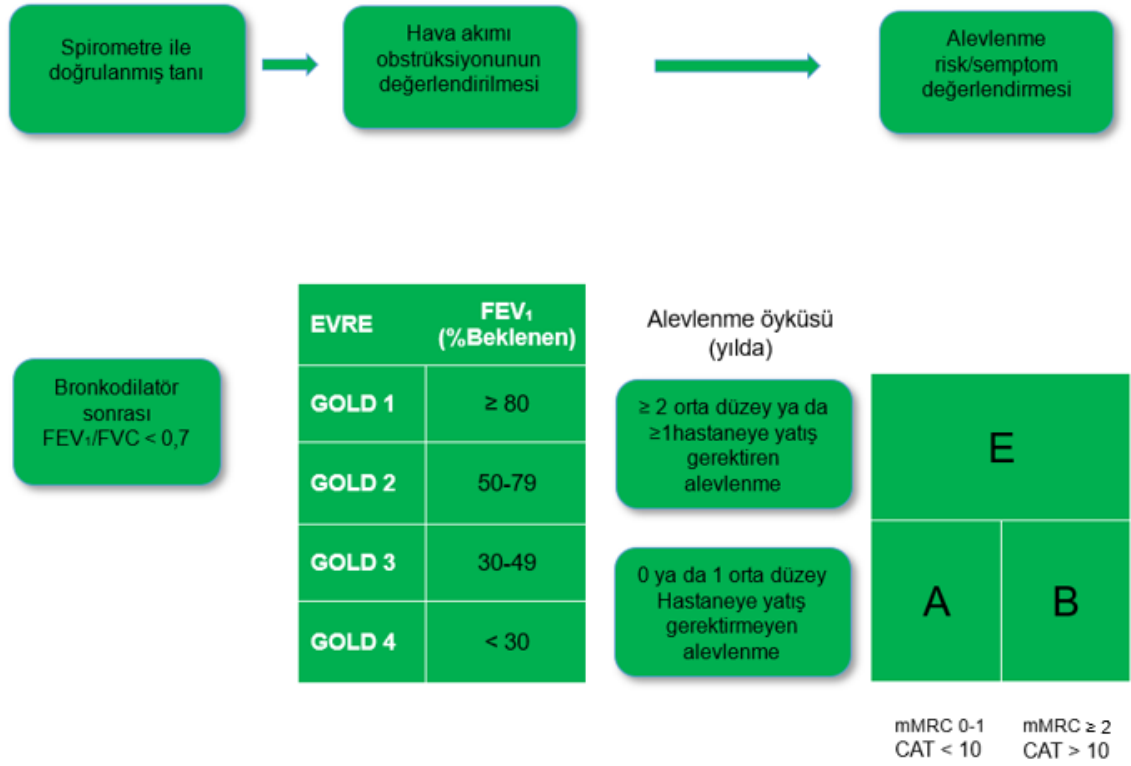 Spirometre ile
doğrulanmış tanı
Hava akımı
obstrüksiyonunun
değerlendirilmesi
Alevlenme
risk/semptom
değerlendirmesi
Bronkodilatör
sonrası
FEV₁/FVC < 0,7
EVRE
FEV₁
(%Beklenen)
GOLD 1
≥ 80
GOLD 2
50-79
GOLD 3
30-49
GOLD 4
< 30
Alevlenme öyküsü
(yılda)
≥ 2 orta düzey ya da
≥1hastaneye yatış
gerektiren
alevlenme
0 ya da 1 orta düzey
Hastaneye yatış
gerektirmeyen
alevlenme
E
A
B
mMRC 0-1
CAT < 10
mMRC ≥ 2
CAT > 10